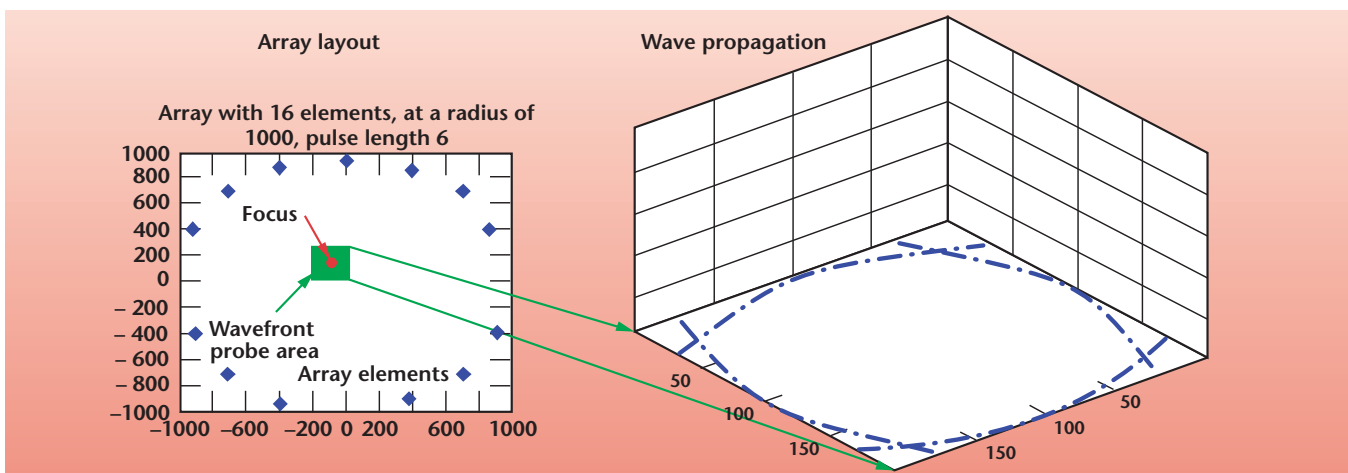 Array layout
Wave propagation
Array with 16 elements, at a radius of
1000, pulse length 6
1000
800
600
400
200
0
– 200
– 400
– 600
– 800
–1000
–1000 –600 –200 0 200 600 1000
Focus
Wavefront
probe area
Array elements
50
100
150
50
100
150